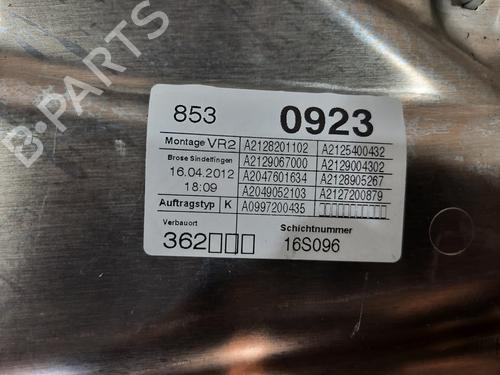 B-PARTS
853 0923
Montage VR2 A2128201102 A2125400432
Brose Sindelfingen A2129067000 A2129004302
16.04.2012 A2047601634 A2128905267
18:09 A2049052103 A2127200879
Auftragstyp K A0997200435 □□□□□□□□□□□
Verbauort Schichtnummer
362□□□ 16S096